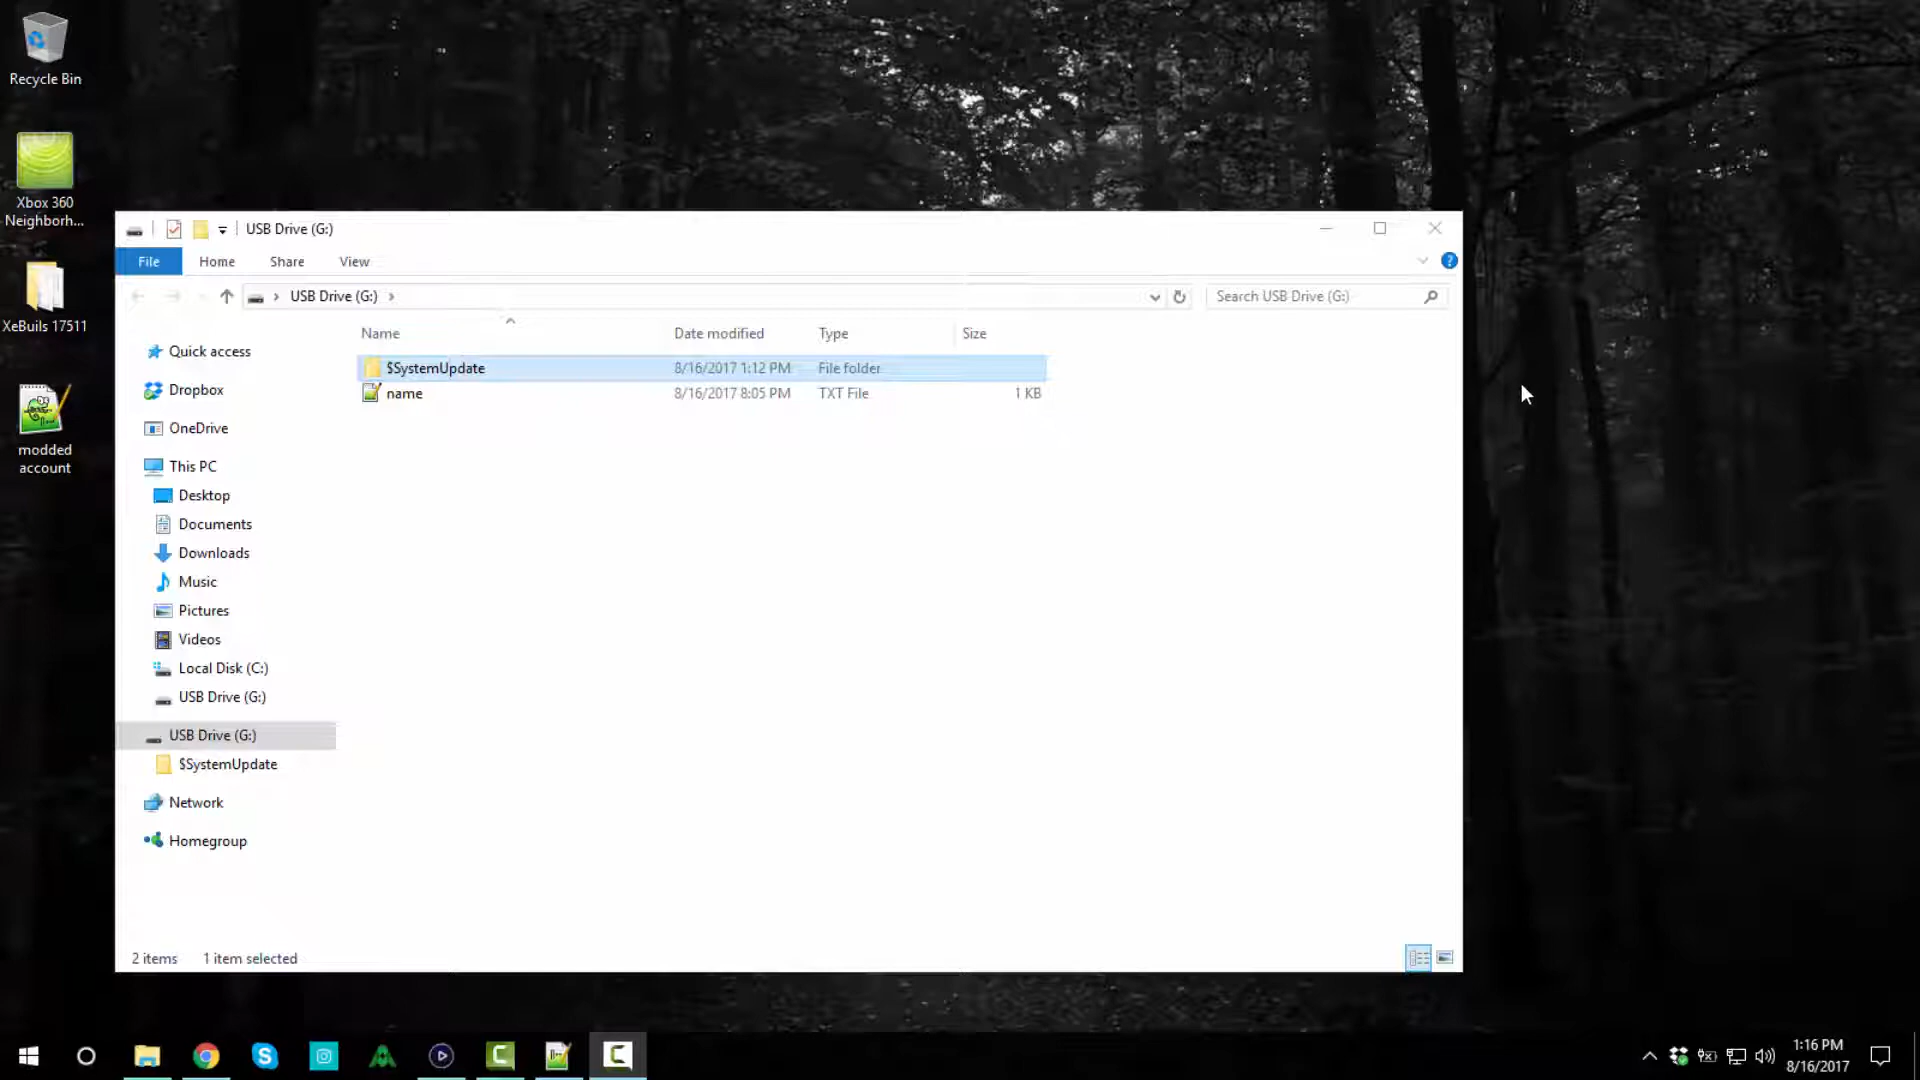 Recycle Bin
Xbox 360
Neighborh...
XeBuils 17511
modded
account
USB Drive (G:)
File
Home
Share
View
USB Drive (G:)
Search USB Drive (G:)
Name
Date modified
Type
Size
$SystemUpdate
8/16/2017 1:12 PM
File folder
name
8/16/2017 8:05 PM
TXT File
1 KB
Quick access
Dropbox
OneDrive
This PC
Desktop
Documents
Downloads
Music
Pictures
Videos
Local Disk (C:)
USB Drive (G:)
USB Drive (G:)
$SystemUpdate
Network
Homegroup
2 items
1 item selected
1:16 PM
8/16/2017